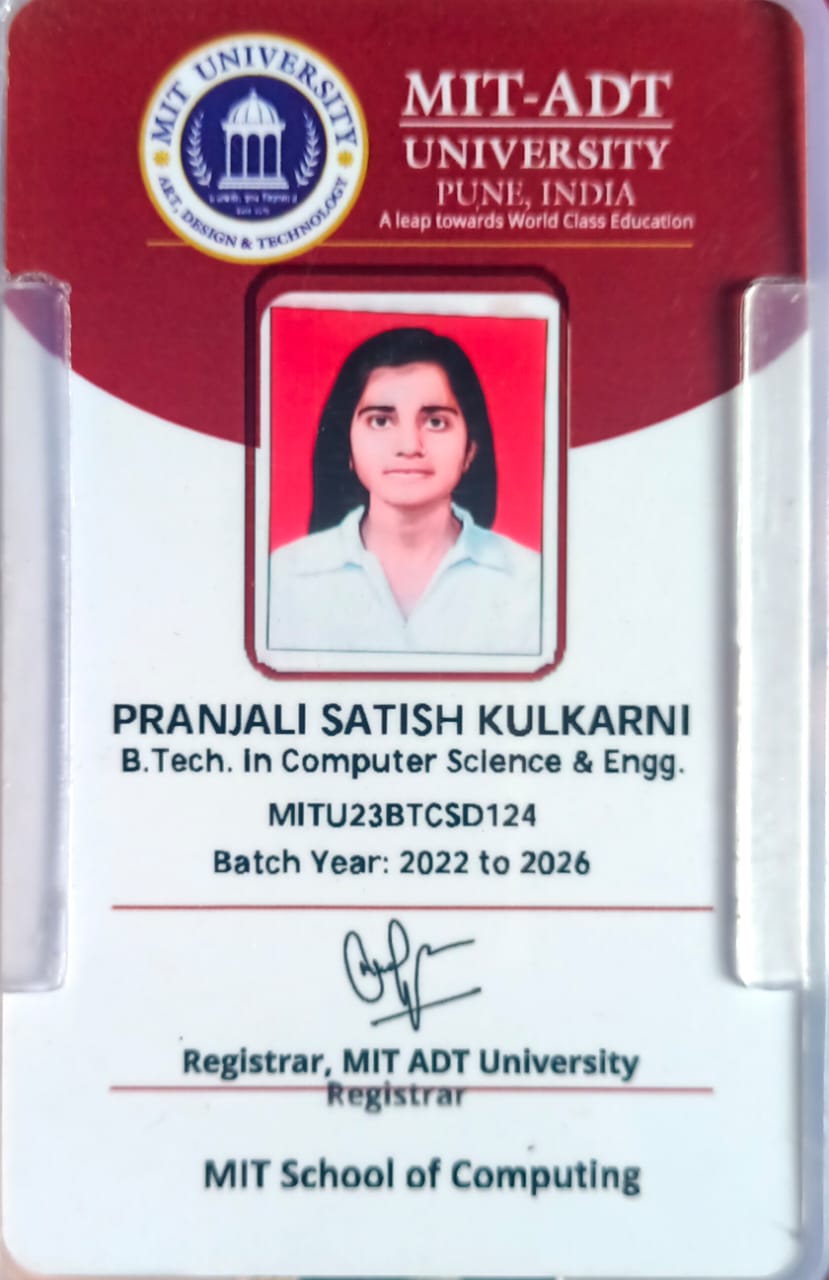 MIT UNIVERSITY
ART, DESIGN & TECHNOLOGY
MIT-ADT
UNIVERSITY
PUNE, INDIA
A leap towards World Class Education
PRANJALI SATISH KULKARNI
B.Tech. in Computer Science & Engg.
MITU23BTCSD124
Batch Year: 2022 to 2026
Registrar, MIT ADT University
Registrar
MIT School of Computing